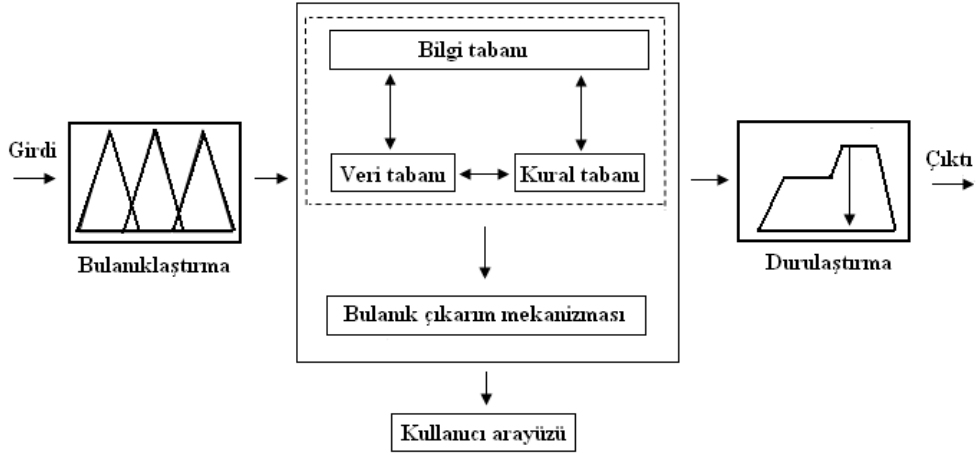 Bilgi tabanı
Girdi
Veri tabanı
Kural tabanı
Çıktı
Bulanıklaştırma
Durulaştırma
Bulanık çıkarım mekanizması
Kullanıcı arayüzü